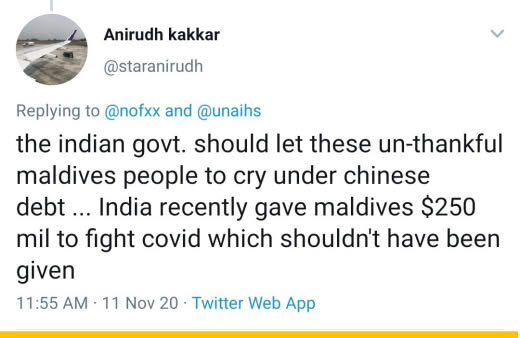 Anirudh kakkar
@staranirudh
Replying to @nofxx and @unaihs
the indian govt. should let these un-thankful
maldives people to cry under chinese
debt ... India recently gave maldives $250
mil to fight covid which shouldn't have been
given
11:55 AM · 11 Nov 20 · Twitter Web App